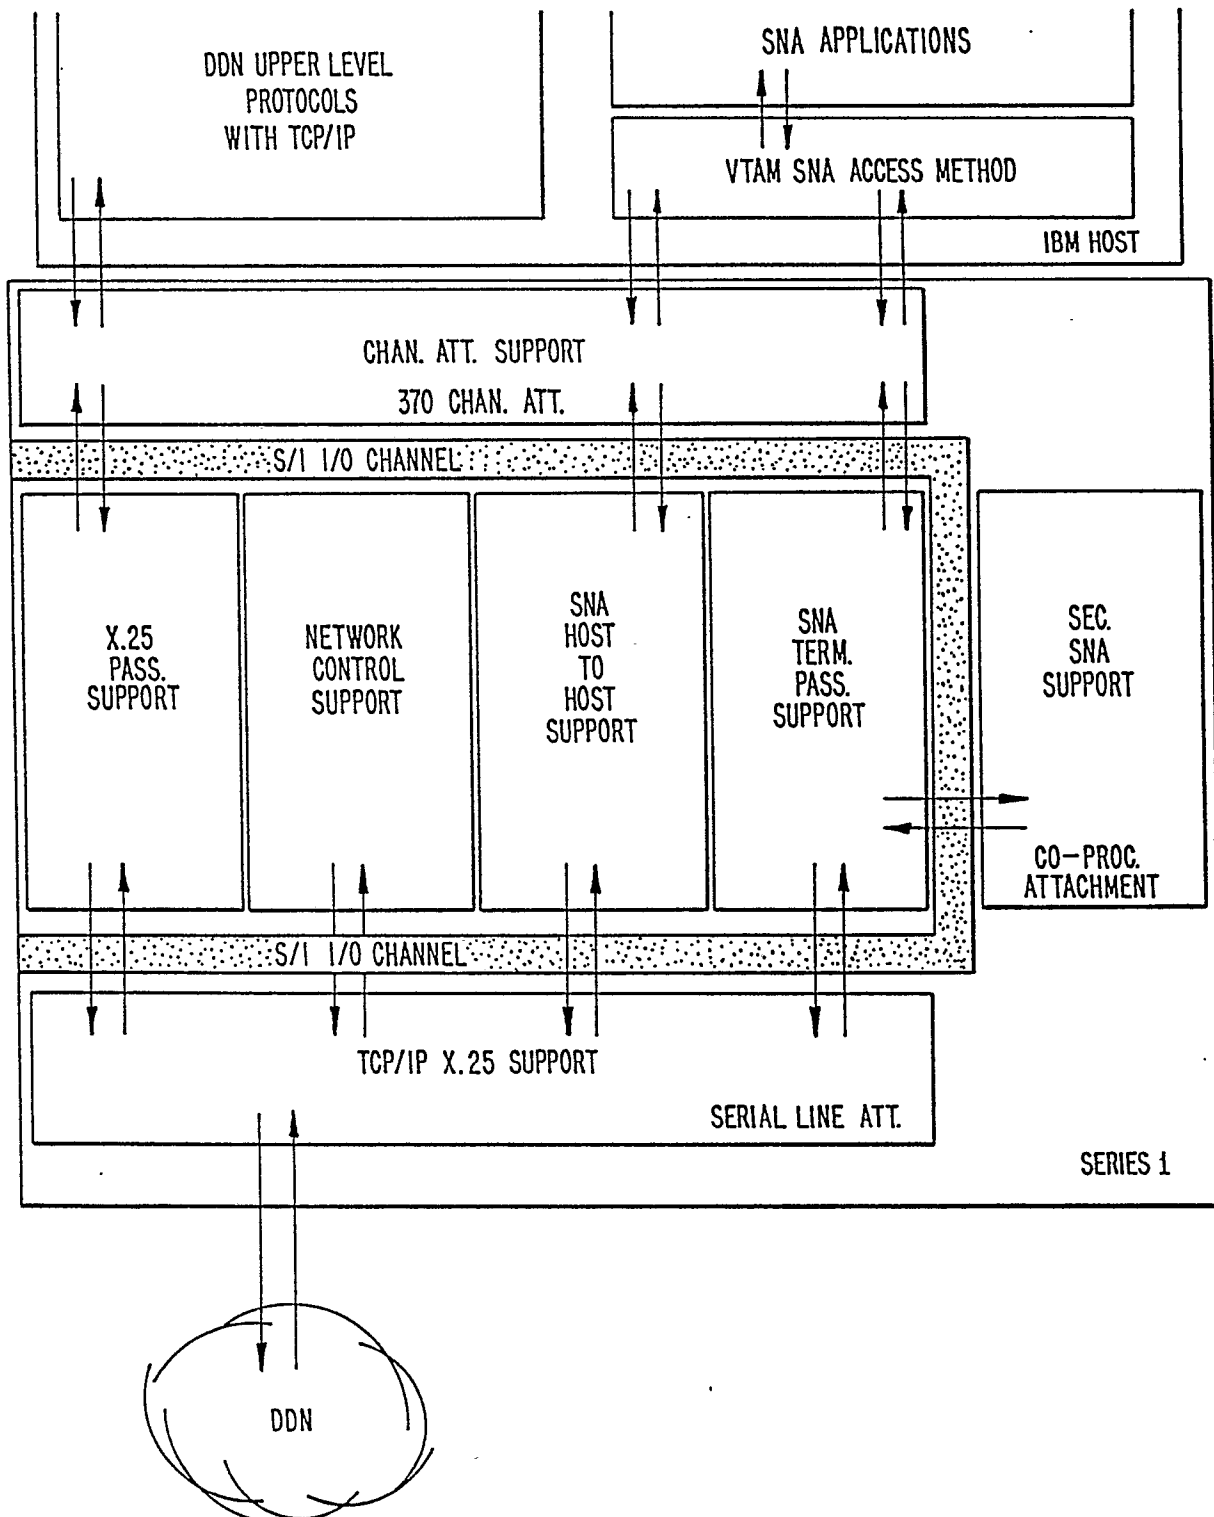 DDN UPPER LEVEL
PROTOCOLS
WITH TCP/IP
SNA APPLICATIONS
VTAM SNA ACCESS METHOD
IBM HOST
CHAN. ATT. SUPPORT
370 CHAN. ATT.
S/1 I/O CHANNEL
X.25
PASS.
SUPPORT
NETWORK
CONTROL
SUPPORT
SNA
HOST
TO
HOST
SUPPORT
SNA
TERM.
PASS.
SUPPORT
SEC.
SNA
SUPPORT
CO-PROC.
ATTACHMENT
S/1 I/O CHANNEL
TCP/IP X.25 SUPPORT
SERIAL LINE ATT.
SERIES 1
DDN